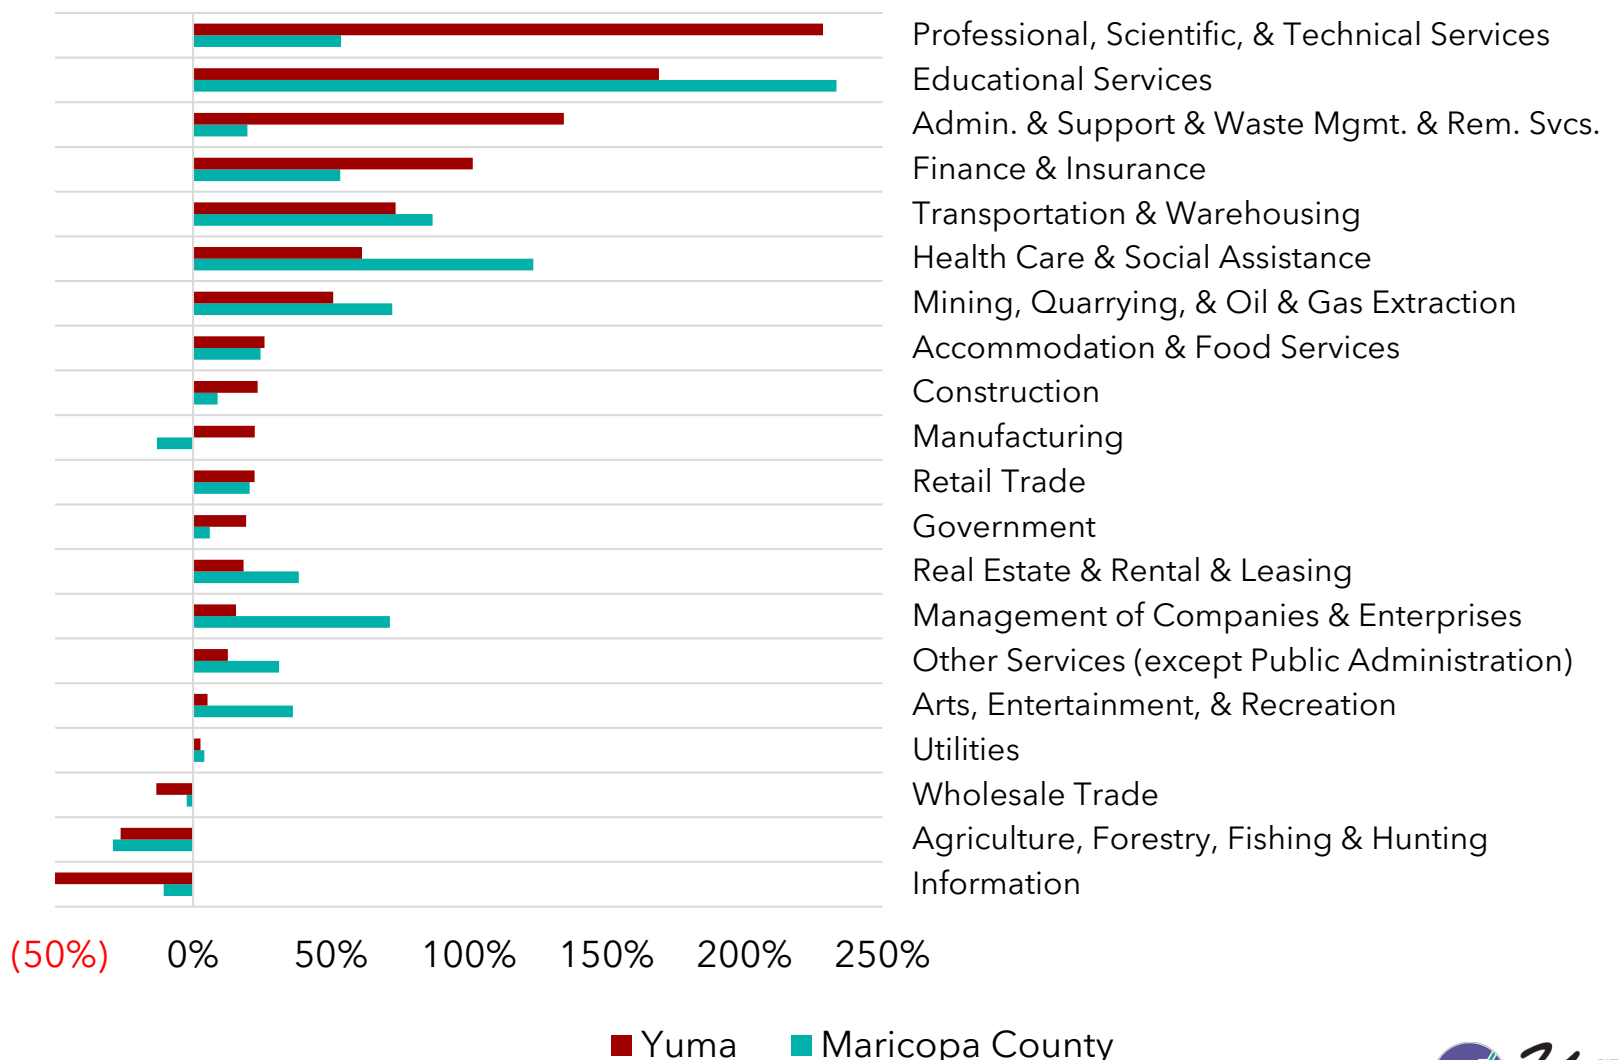 Professional, Scientific, & Technical Services
Educational Services
Admin. & Support & Waste Mgmt. & Rem. Svcs.
Finance & Insurance
Transportation & Warehousing
Health Care & Social Assistance
Mining, Quarrying, & Oil & Gas Extraction
Accommodation & Food Services
Construction
Manufacturing
Retail Trade
Government
Real Estate & Rental & Leasing
Management of Companies & Enterprises
Other Services (except Public Administration)
Arts, Entertainment, & Recreation
Utilities
Wholesale Trade
Agriculture, Forestry, Fishing & Hunting
Information
(50%) 0% 50% 100% 150% 200% 250%
Yuma Maricopa County